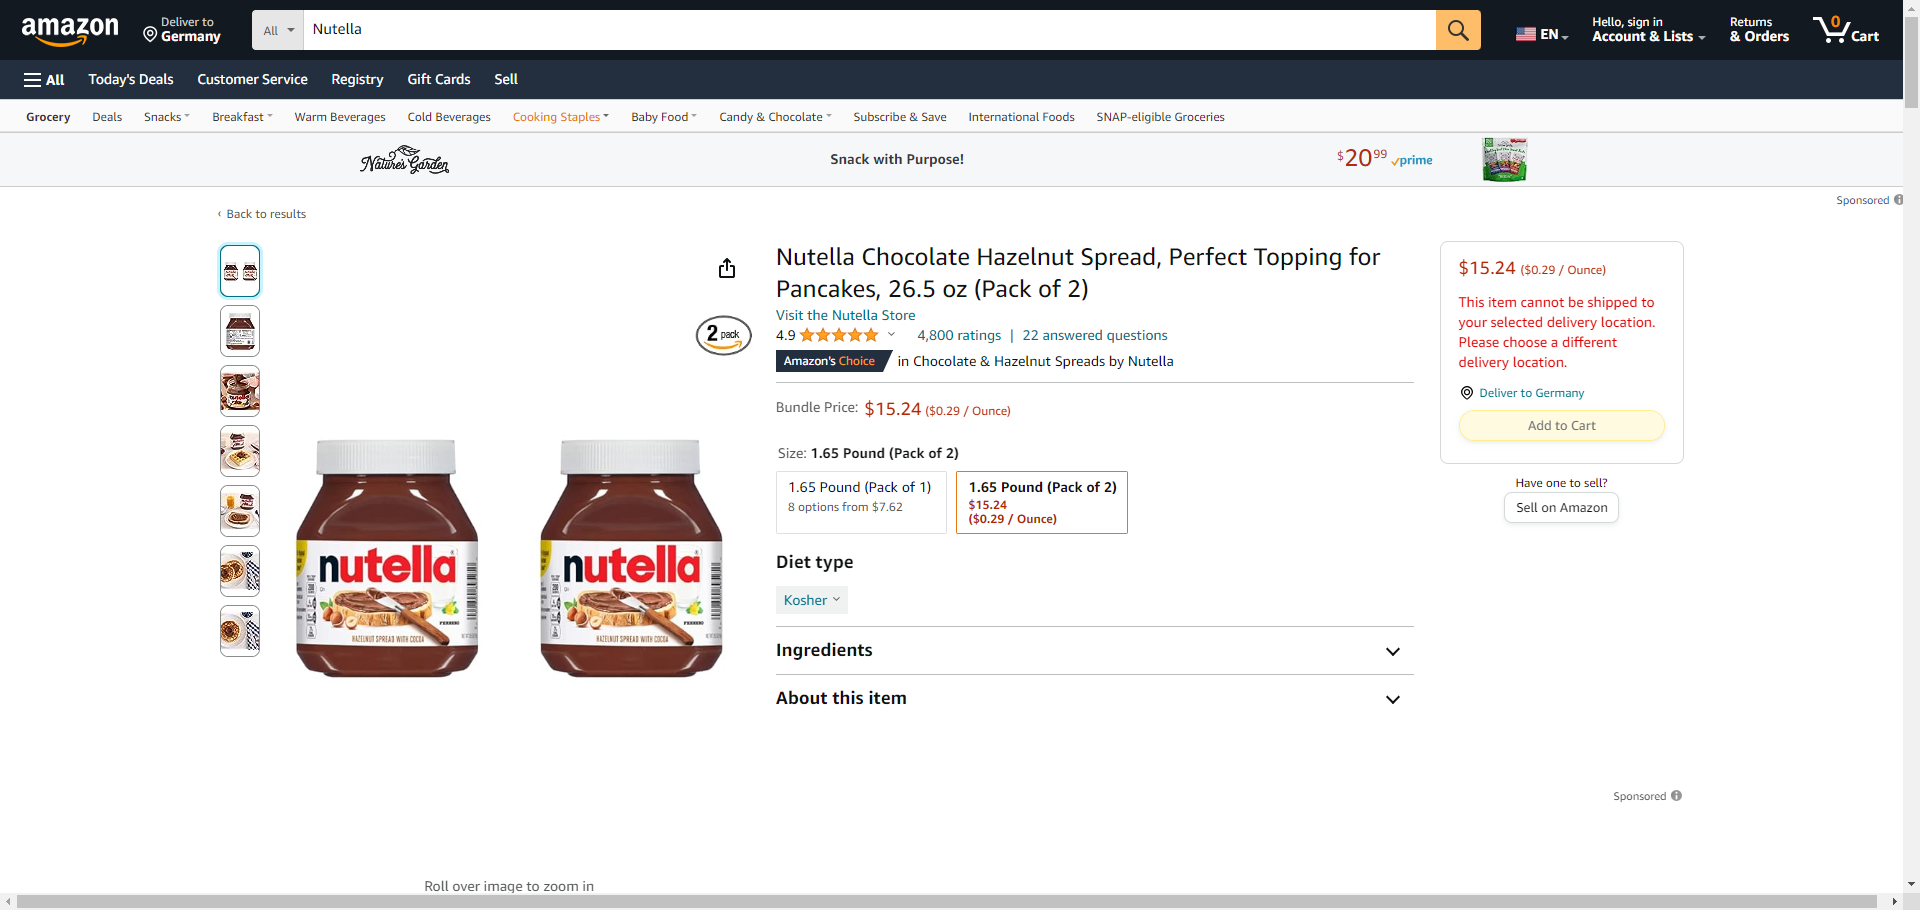 amazon
Deliver to
Germany
All
Nutella
EN
Hello, sign in
Account & Lists
Returns
& Orders
0
Cart
All
Today's Deals
Customer Service
Registry
Gift Cards
Sell
Grocery
Deals
Snacks
Breakfast
Warm Beverages
Cold Beverages
Cooking Staples
Baby Food
Candy & Chocolate
Subscribe & Save
International Foods
SNAP-eligible Groceries
Nature's Garden
Snack with Purpose!
$20 99
prime
Sponsored
‹ Back to results
2 pack
nutella
HAZELNUT SPREAD WITH COCOA
FERRERO
nutella
HAZELNUT SPREAD WITH COCOA
FERRERO
Roll over image to zoom in
Nutella Chocolate Hazelnut Spread, Perfect Topping for
Pancakes, 26.5 oz (Pack of 2)
Visit the Nutella Store
4.9
4,800 ratings | 22 answered questions
Amazon's Choice in Chocolate & Hazelnut Spreads by Nutella
Bundle Price: $15.24 ($0.29 / Ounce)
Size: 1.65 Pound (Pack of 2)
1.65 Pound (Pack of 1)
8 options from $7.62
1.65 Pound (Pack of 2)
$15.24
($0.29 / Ounce)
Diet type
Kosher
Ingredients
About this item
$15.24 ($0.29 / Ounce)
This item cannot be shipped to
your selected delivery location.
Please choose a different
delivery location.
Deliver to Germany
Add to Cart
Have one to sell?
Sell on Amazon
Sponsored